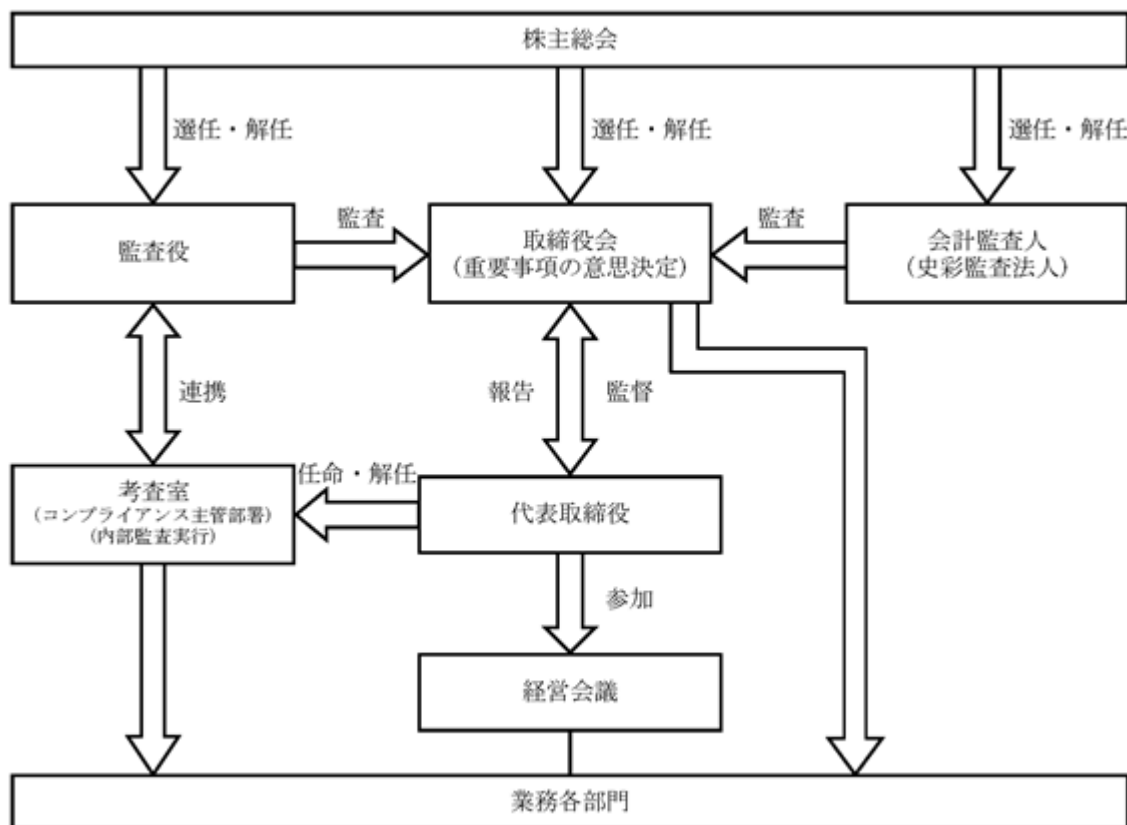 株主総会
選任・解任
選任・解任
選任・解任
監査役
監査
取締役会
(重要事項の意思決定)
監査
会計監査人
(史彩監査法人)
連携
報告
監督
考査室
(コンプライアンス主管部署)
(内部監査実行)
任命・解任
代表取締役
参加
経営会議
業務各部門